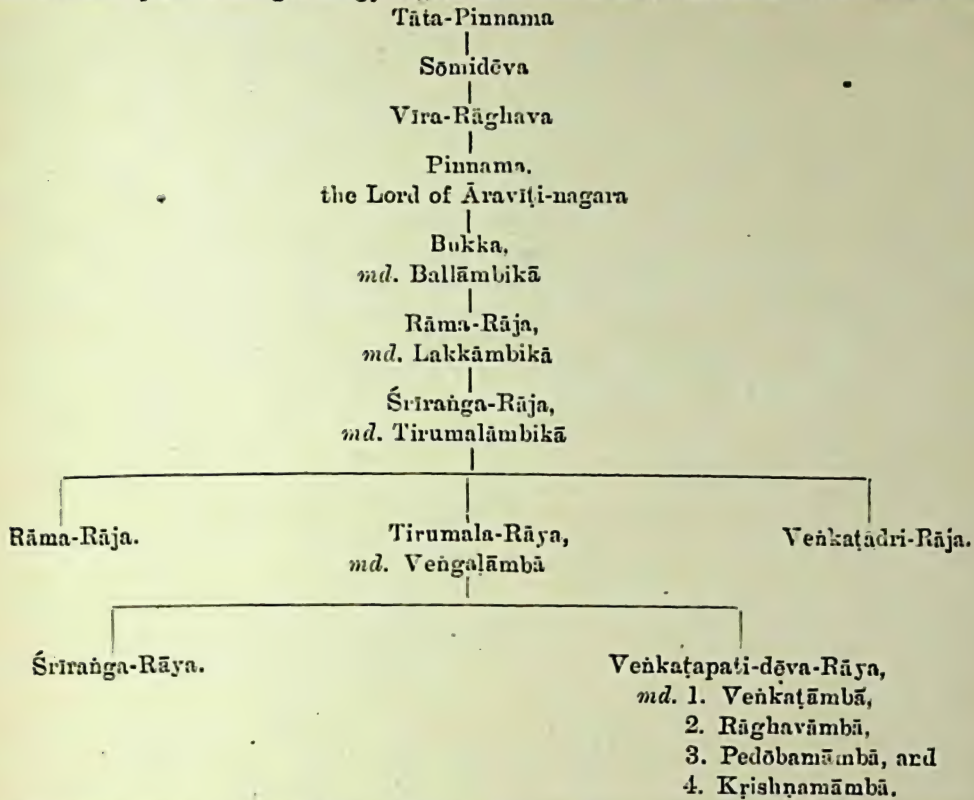 Tāta-Pinnama
Sōmidēva
Vīra-Rāghava
Pinnama,
the Lord of Āravīṭi-nagara
Bukka,
md. Ballāmbikā
Rāma-Rāja,
md. Lakkāmbikā
Śrīraṅga-Rāja,
md. Tirumalāmbikā
Rāma-Rāja. Tirumala-Rāya, Veṅkaṭādri-Rāja.
md. Veṅgaḷāmbā
Śrīraṅga-Rāya. Veṅkaṭapati-dēva-Rāya,
md. 1. Veṅkaṭāmbā,
2. Rāghavāmbā,
3. Pedōbamāmbā, and
4. Kṛishṇamāmbā.